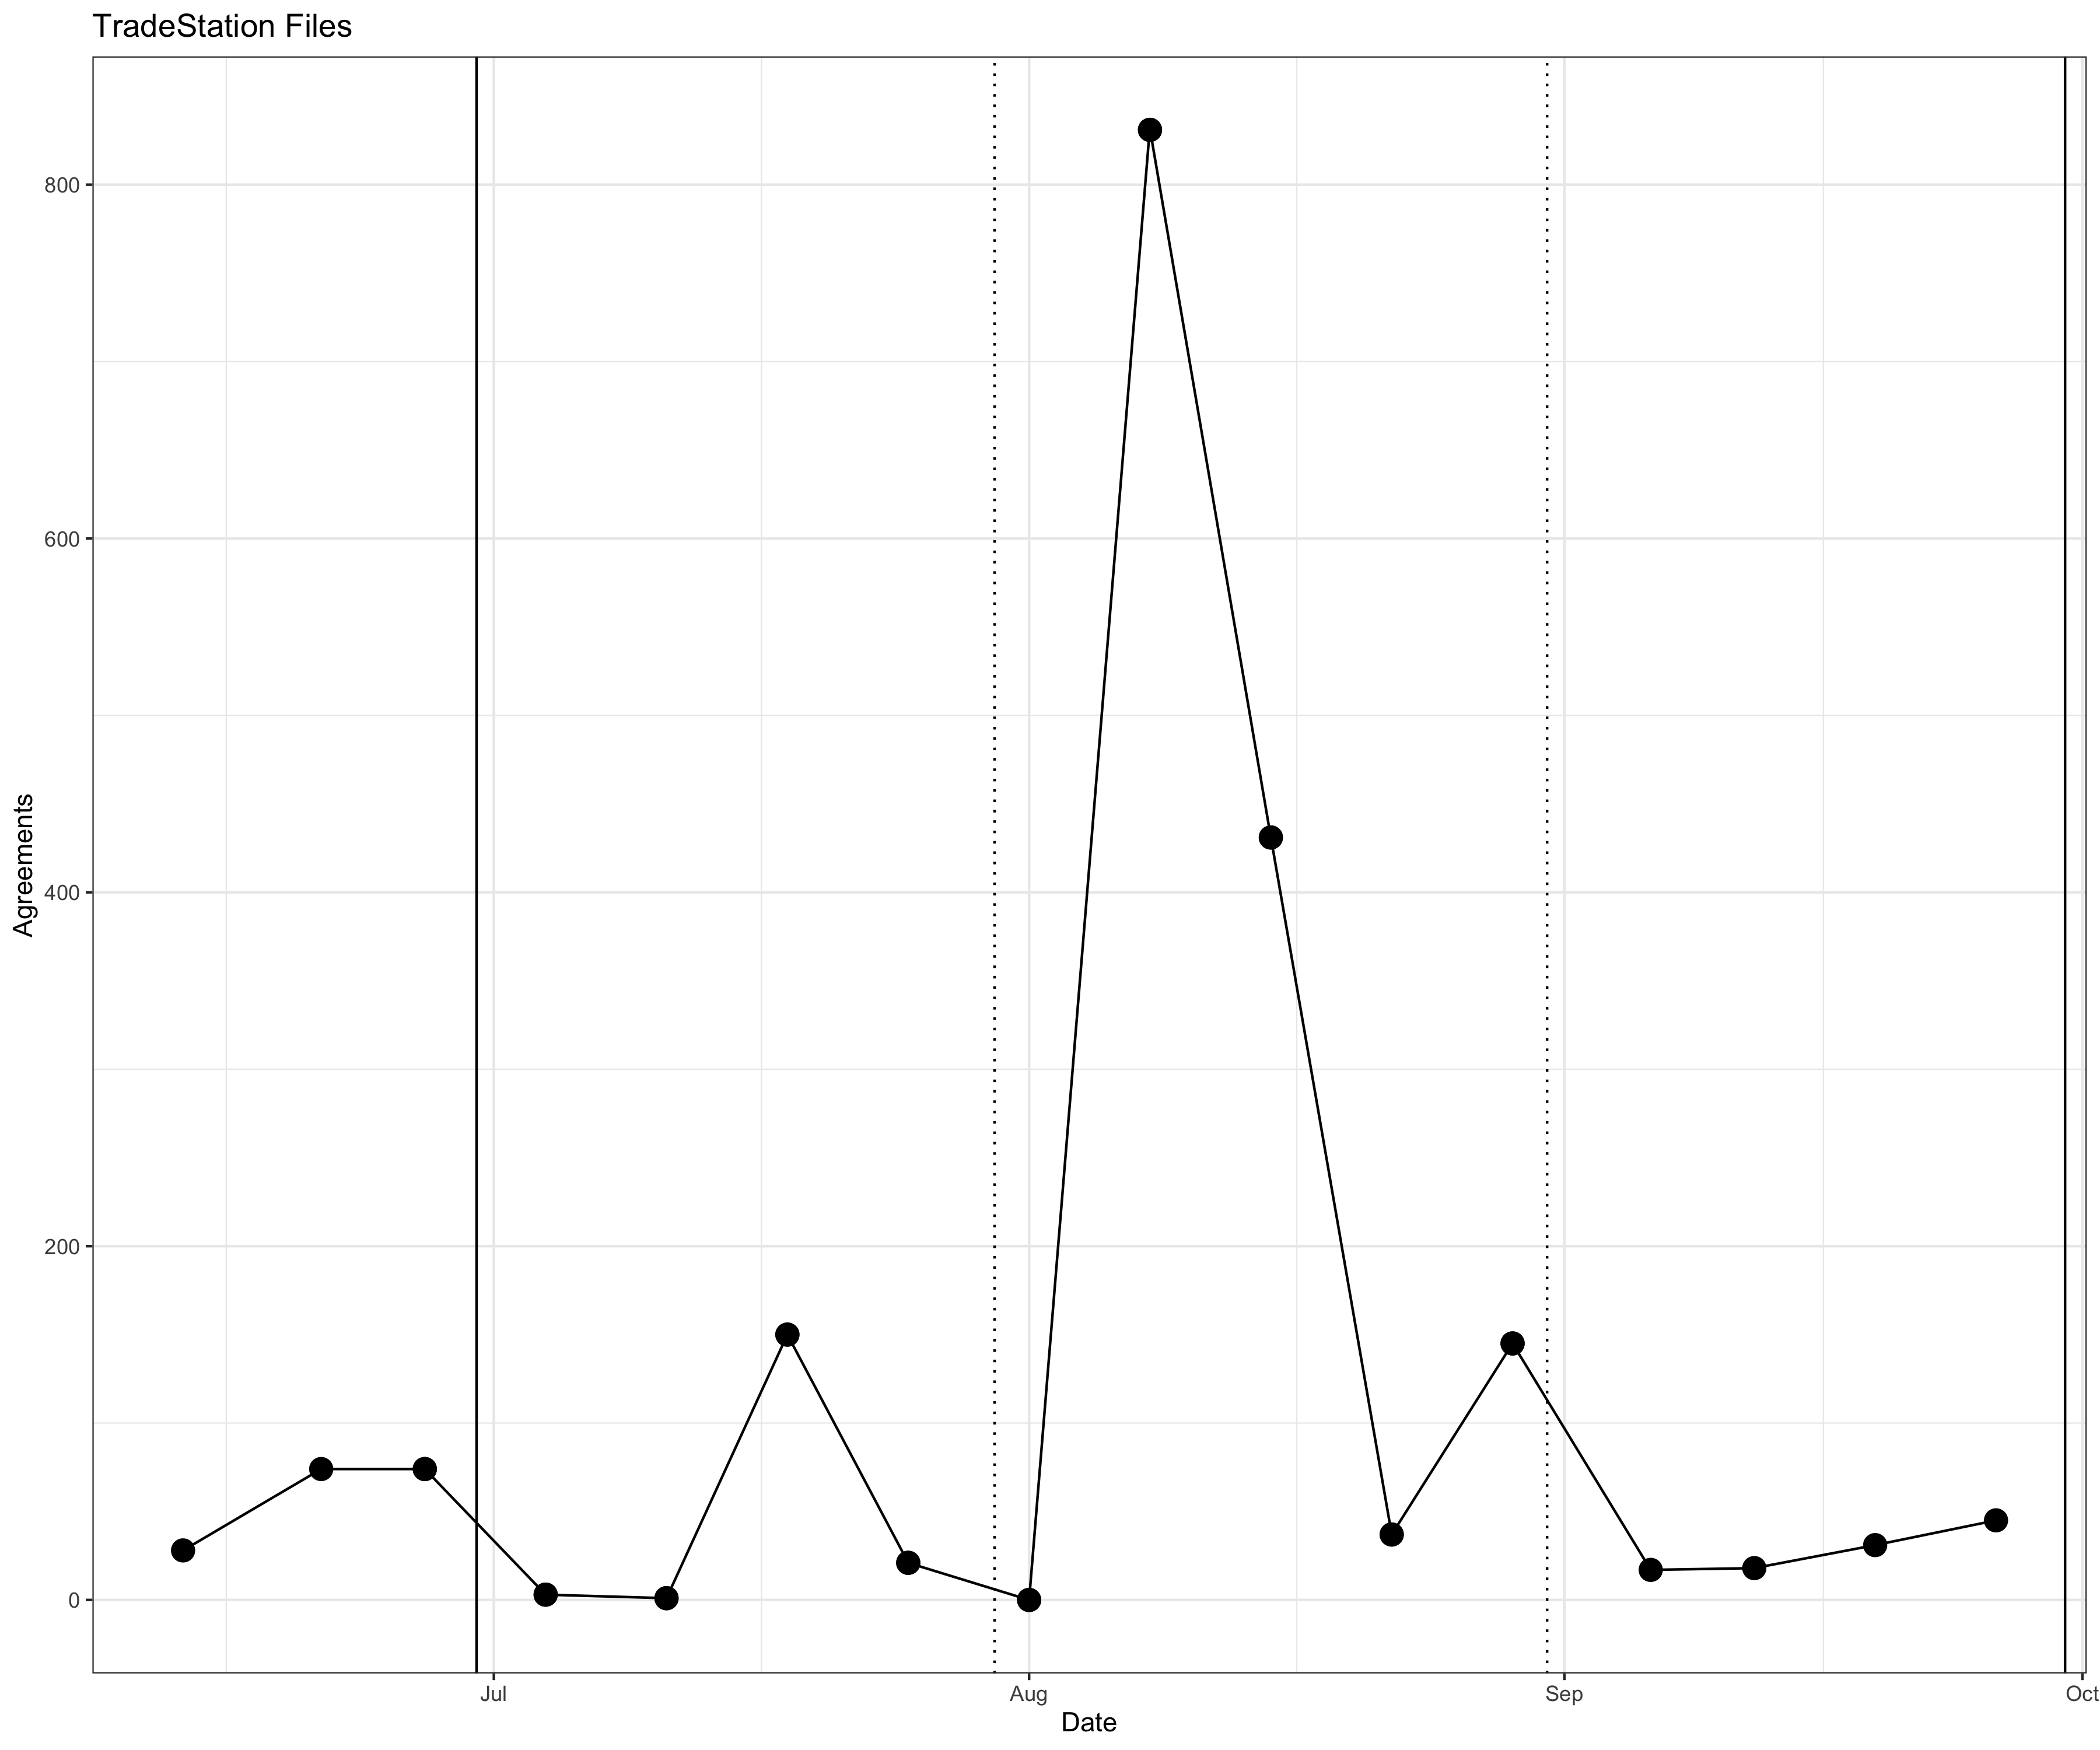 TradeStation Files
Agreements
800
600
400
200
0
Jul
Aug
Sep
Oct
Date